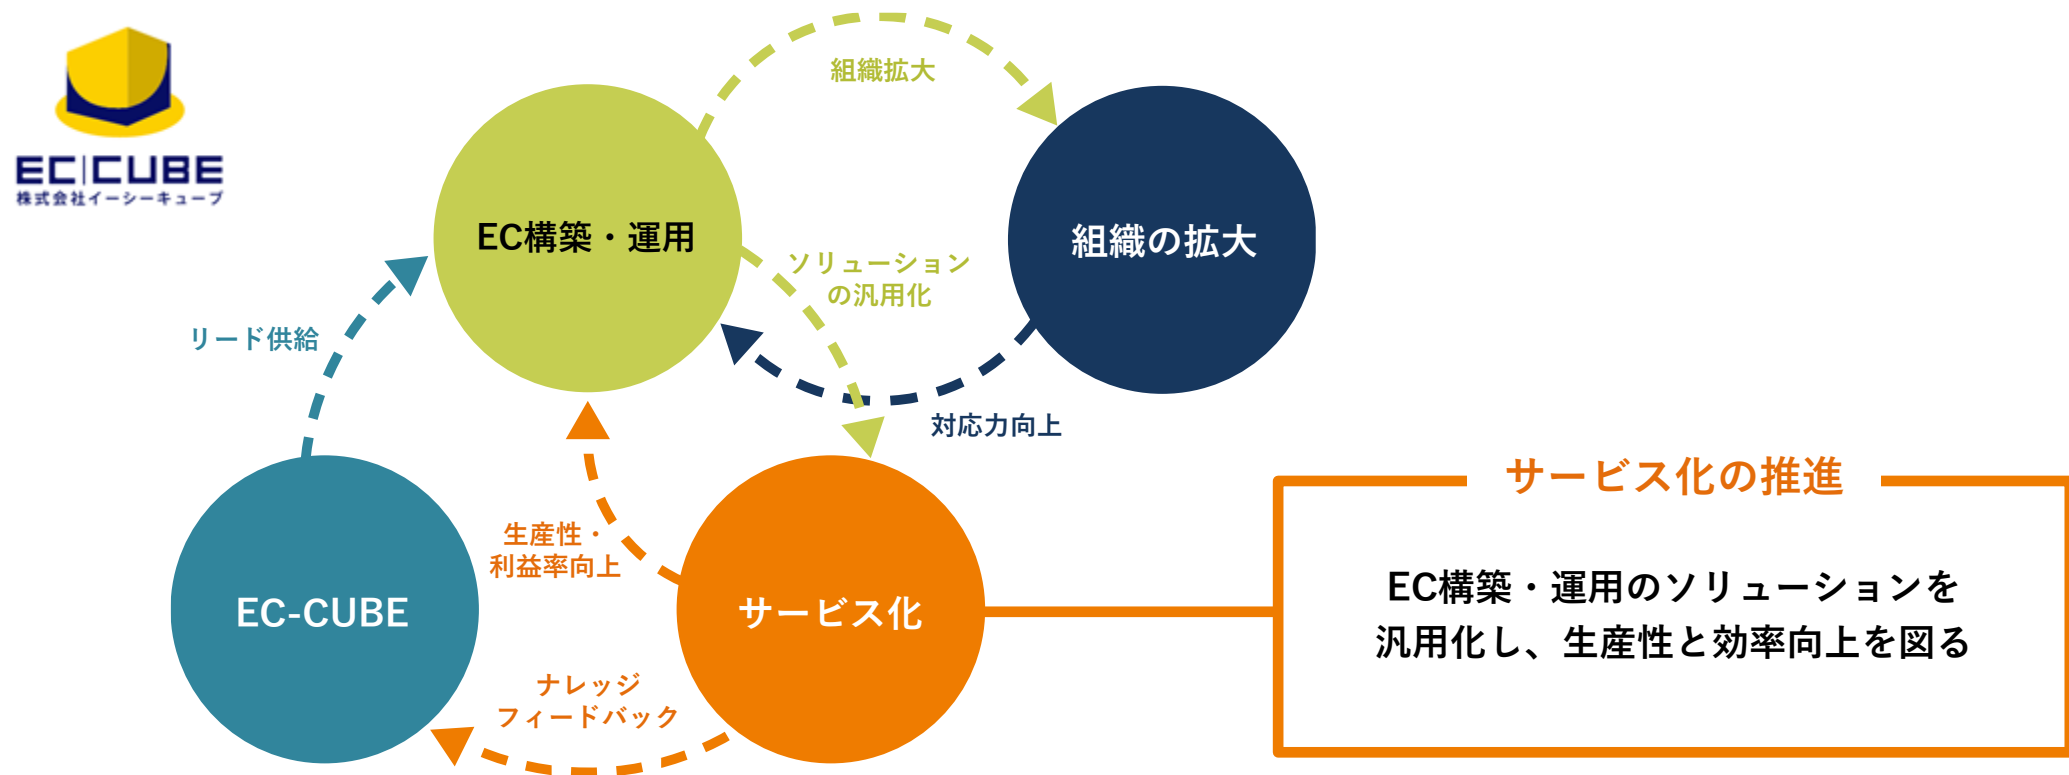 EC CUBE
株式会社イーシーキューブ
組織拡大
EC構築・運用
組織の拡大
ソリューション
の汎用化
リード供給
対応力向上
生産性・
利益率向上
EC-CUBE
サービス化
ナレッジ
フィードバック
サービス化の推進
EC構築・運用のソリューションを
汎用化し、生産性と効率向上を図る